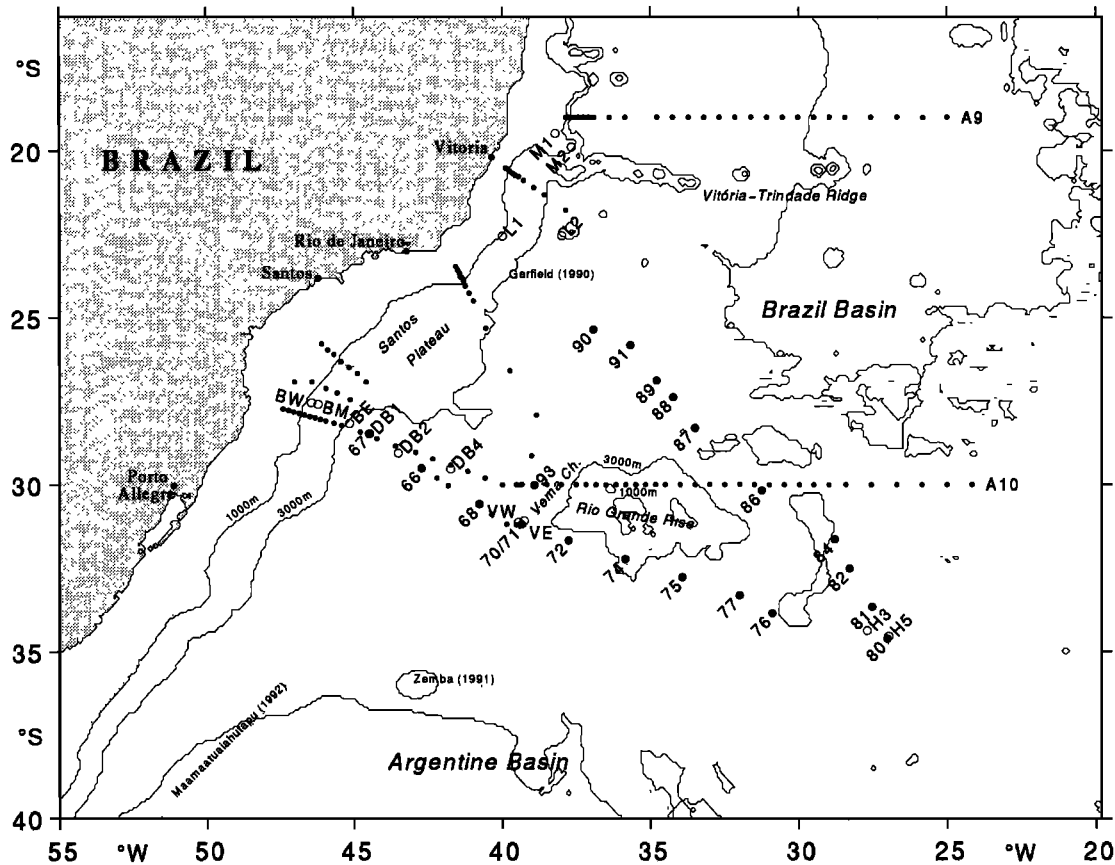 °S
20
25
30
35
°S
40
55
°W
50
45
40
35
30
25
°W
20
BRAZIL
Vitoria
Rio de Janeiro
Santos
Porto
Allegre
M1
M2
A9
Vitória-Trindade Ridge
L1
L2
Garfield (1990)
Santos
Plateau
Brazil Basin
90
91
89
88
87
BW
BM
BE
67
DB1
DB2
66
DB4
93
Verna Ch.
3000m
1000m
Rio Grande Rise
A10
86
1000m
3000m
68
VW
70/71
VE
72
74
75
77
76
84
82
81
H3
80
H5
Zemba (1991)
Maamaatuaiahutapu (1992)
Argentine Basin